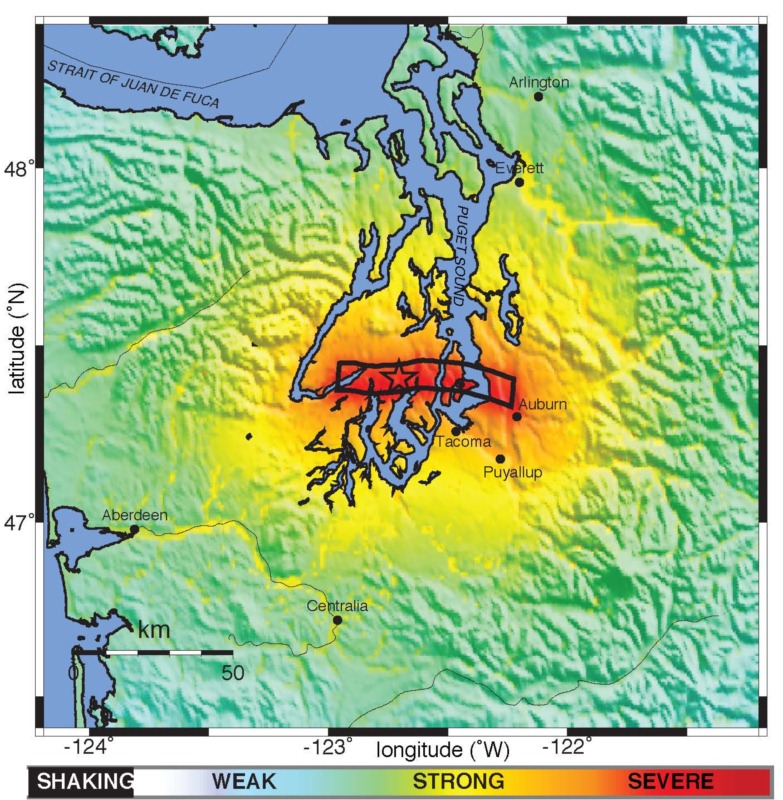 STRAIT OF JUAN DE FUCA
Arlington
48°
Everett
PUGET SOUND
latitude (°N)
Auburn
Tacoma
Puyallup
47°
Aberdeen
Centralia
km
0 50
-124° -123° longitude (°W) -122°
SHAKING WEAK STRONG SEVERE